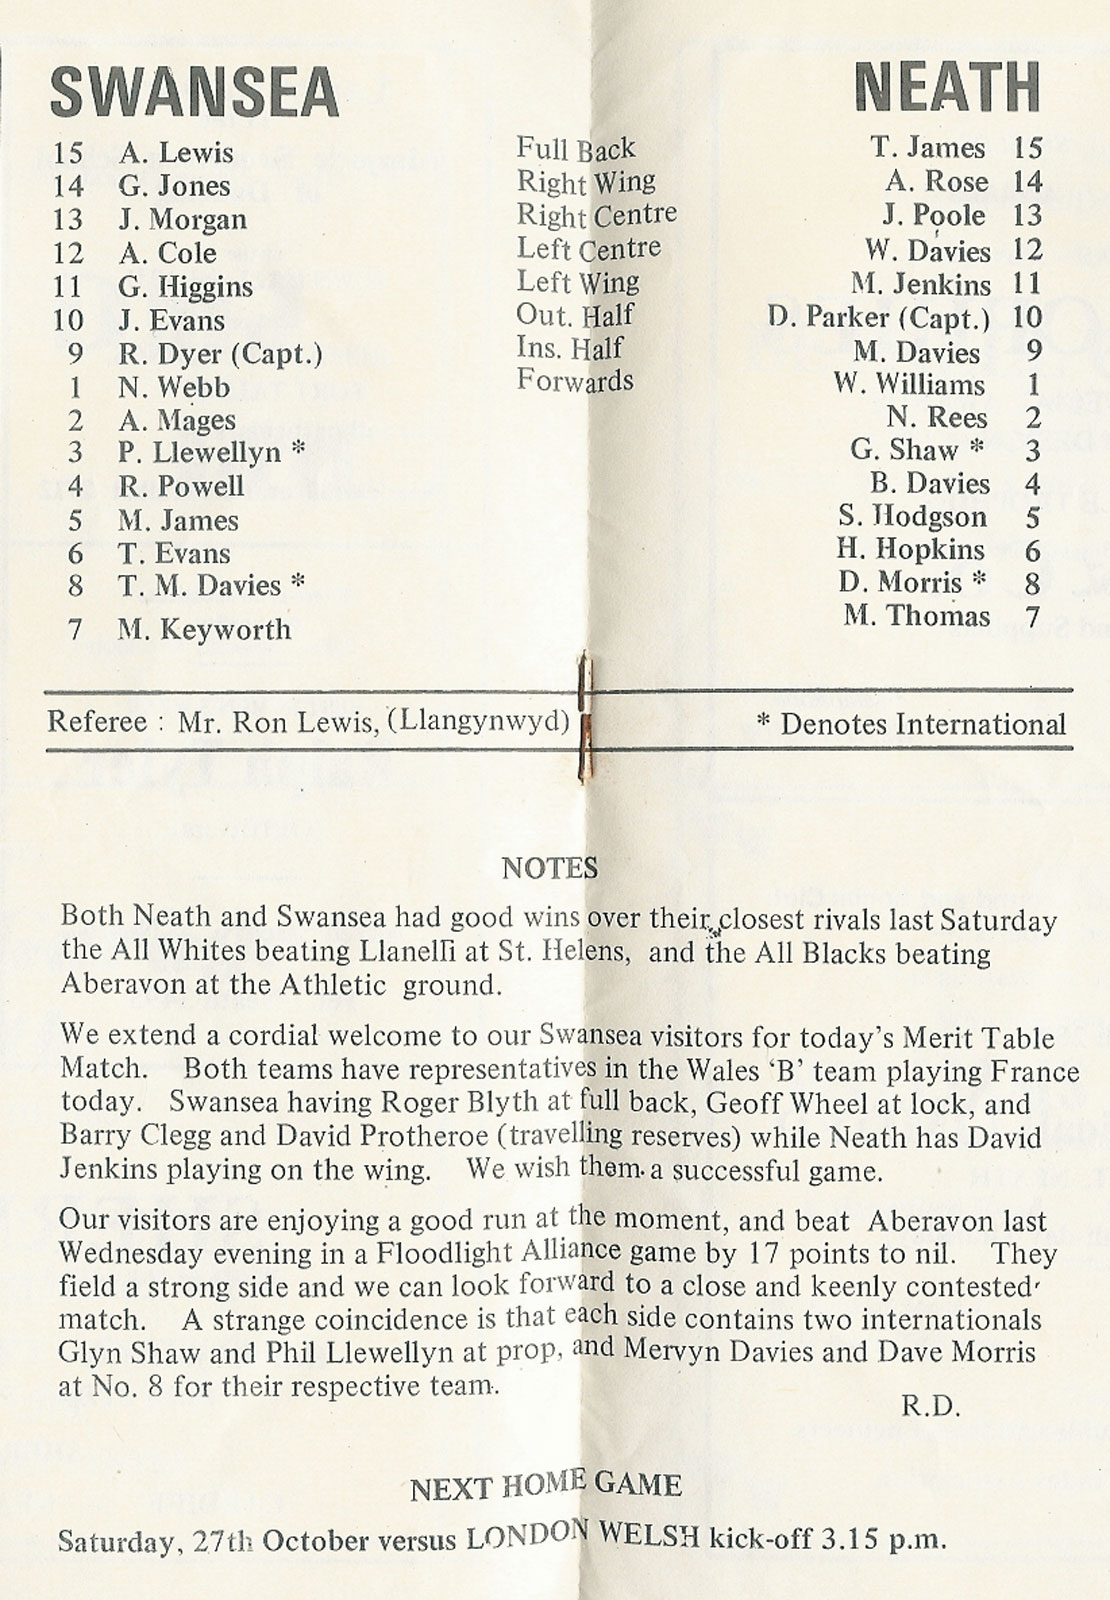 SWANSEA NEATH
15 A. Lewis Full Back T. James 15
14 G. Jones Right Wing A. Rose 14
13 J. Morgan Right Centre J. Poole 13
12 A. Cole Left Centre W. Davies 12
11 G. Higgins Left Wing M. Jenkins 11
10 J. Evans Out. Half D. Parker (Capt.) 10
9 R. Dyer (Capt.) Ins. Half M. Davies 9
1 N. Webb Forwards W. Williams 1
2 A. Mages N. Rees 2
3 P. Llewellyn * G. Shaw * 3
4 R. Powell B. Davies 4
5 M. James S. Hodgson 5
6 T. Evans H. Hopkins 6
8 T. M. Davies * D. Morris * 8
7 M. Keyworth M. Thomas 7
Referee : Mr. Ron Lewis, (Llangynwyd) * Denotes International
NOTES
Both Neath and Swansea had good wins over their closest rivals last Saturday
the All Whites beating Llanelli at St. Helens, and the All Blacks beating
Aberavon at the Athletic ground.
We extend a cordial welcome to our Swansea visitors for today's Merit Table
Match. Both teams have representatives in the Wales 'B' team playing France
today. Swansea having Roger Blyth at full back, Geoff Wheel at lock, and
Barry Clegg and David Protheroe (travelling reserves) while Neath has David
Jenkins playing on the wing. We wish them a successful game.
Our visitors are enjoying a good run at the moment, and beat Aberavon last
Wednesday evening in a Floodlight Alliance game by 17 points to nil. They
field a strong side and we can look forward to a close and keenly contested
match. A strange coincidence is that each side contains two internationals
Glyn Shaw and Phil Llewellyn at prop, and Mervyn Davies and Dave Morris
at No. 8 for their respective team.
R.D.
NEXT HOME GAME
Saturday, 27th October versus LONDON WELSH kick-off 3.15 p.m.